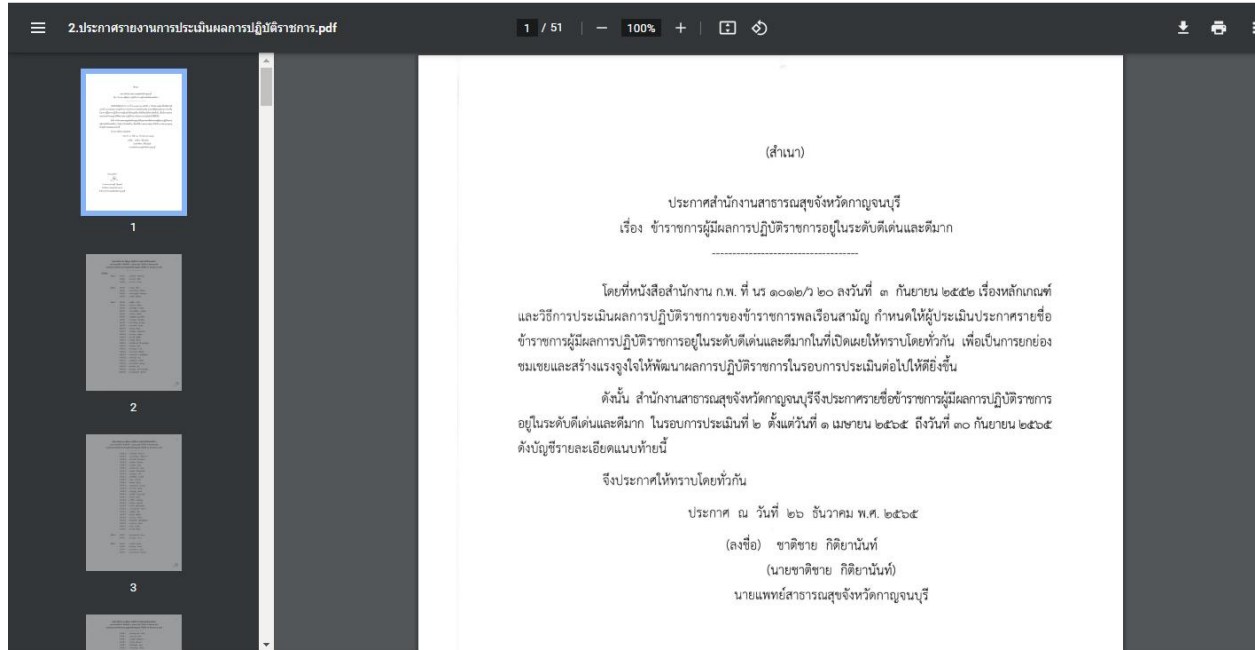 2.ประกาศรายงานการประเมินผลการปฏิบัติราชการ.pdf
1 / 51
100%
1
2
3
(สำเนา)
ประกาศสำนักงานสาธารณสุขจังหวัดกาญจนบุรี
เรื่อง ข้าราชการผู้มีผลการปฏิบัติราชการอยู่ในระดับดีเด่นและดีมาก
-----------------------------------
โดยที่หนังสือสำนักงาน ก.พ. ที่ นร ๑๐๑๒/ว ๒๐ ลงวันที่ ๓ กันยายน ๒๕๕๒ เรื่องหลักเกณฑ์
และวิธีการประเมินผลการปฏิบัติราชการของข้าราชการพลเรือนสามัญ กำหนดให้ผู้ประเมินประกาศรายชื่อ
ข้าราชการผู้มีผลการปฏิบัติราชการอยู่ในระดับดีเด่นและดีมากในที่เปิดเผยให้ทราบโดยทั่วกัน เพื่อเป็นการยกย่อง
ชมเชยและสร้างแรงจูงใจให้พัฒนาผลการปฏิบัติราชการในรอบการประเมินต่อไปให้ดียิ่งขึ้น
ดังนั้น สำนักงานสาธารณสุขจังหวัดกาญจนบุรีจึงประกาศรายชื่อข้าราชการผู้มีผลการปฏิบัติราชการ
อยู่ในระดับดีเด่นและดีมาก ในรอบการประเมินที่ ๒ ตั้งแต่วันที่ ๑ เมษายน ๒๕๖๕ ถึงวันที่ ๓๐ กันยายน ๒๕๖๕
ดังบัญชีรายละเอียดแนบท้ายนี้
จึงประกาศให้ทราบโดยทั่วกัน
ประกาศ ณ วันที่ ๒๖ ธันวาคม พ.ศ. ๒๕๖๕
(ลงชื่อ) ชาติชาย กิติยานันท์
(นายชาติชาย กิติยานันท์)
นายแพทย์สาธารณสุขจังหวัดกาญจนบุรี